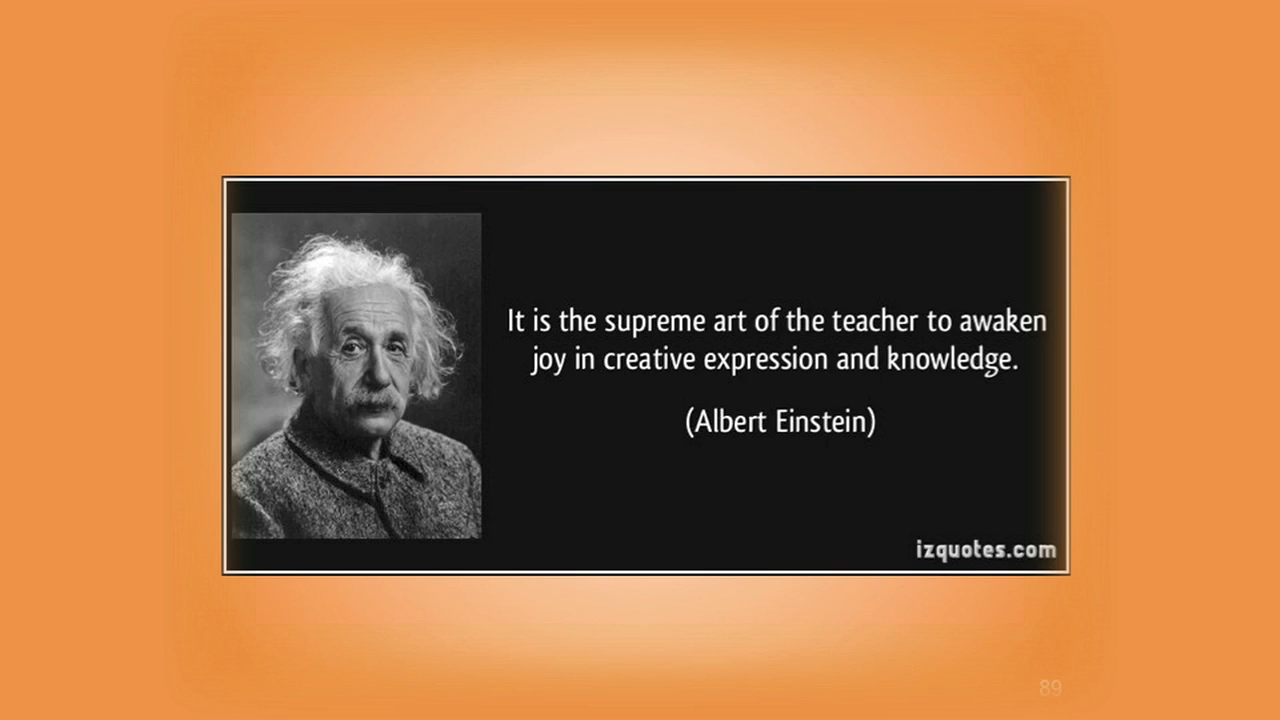 It is the supreme art of the teacher to awaken
joy in creative expression and knowledge.
(Albert Einstein)
izquotes.com
89